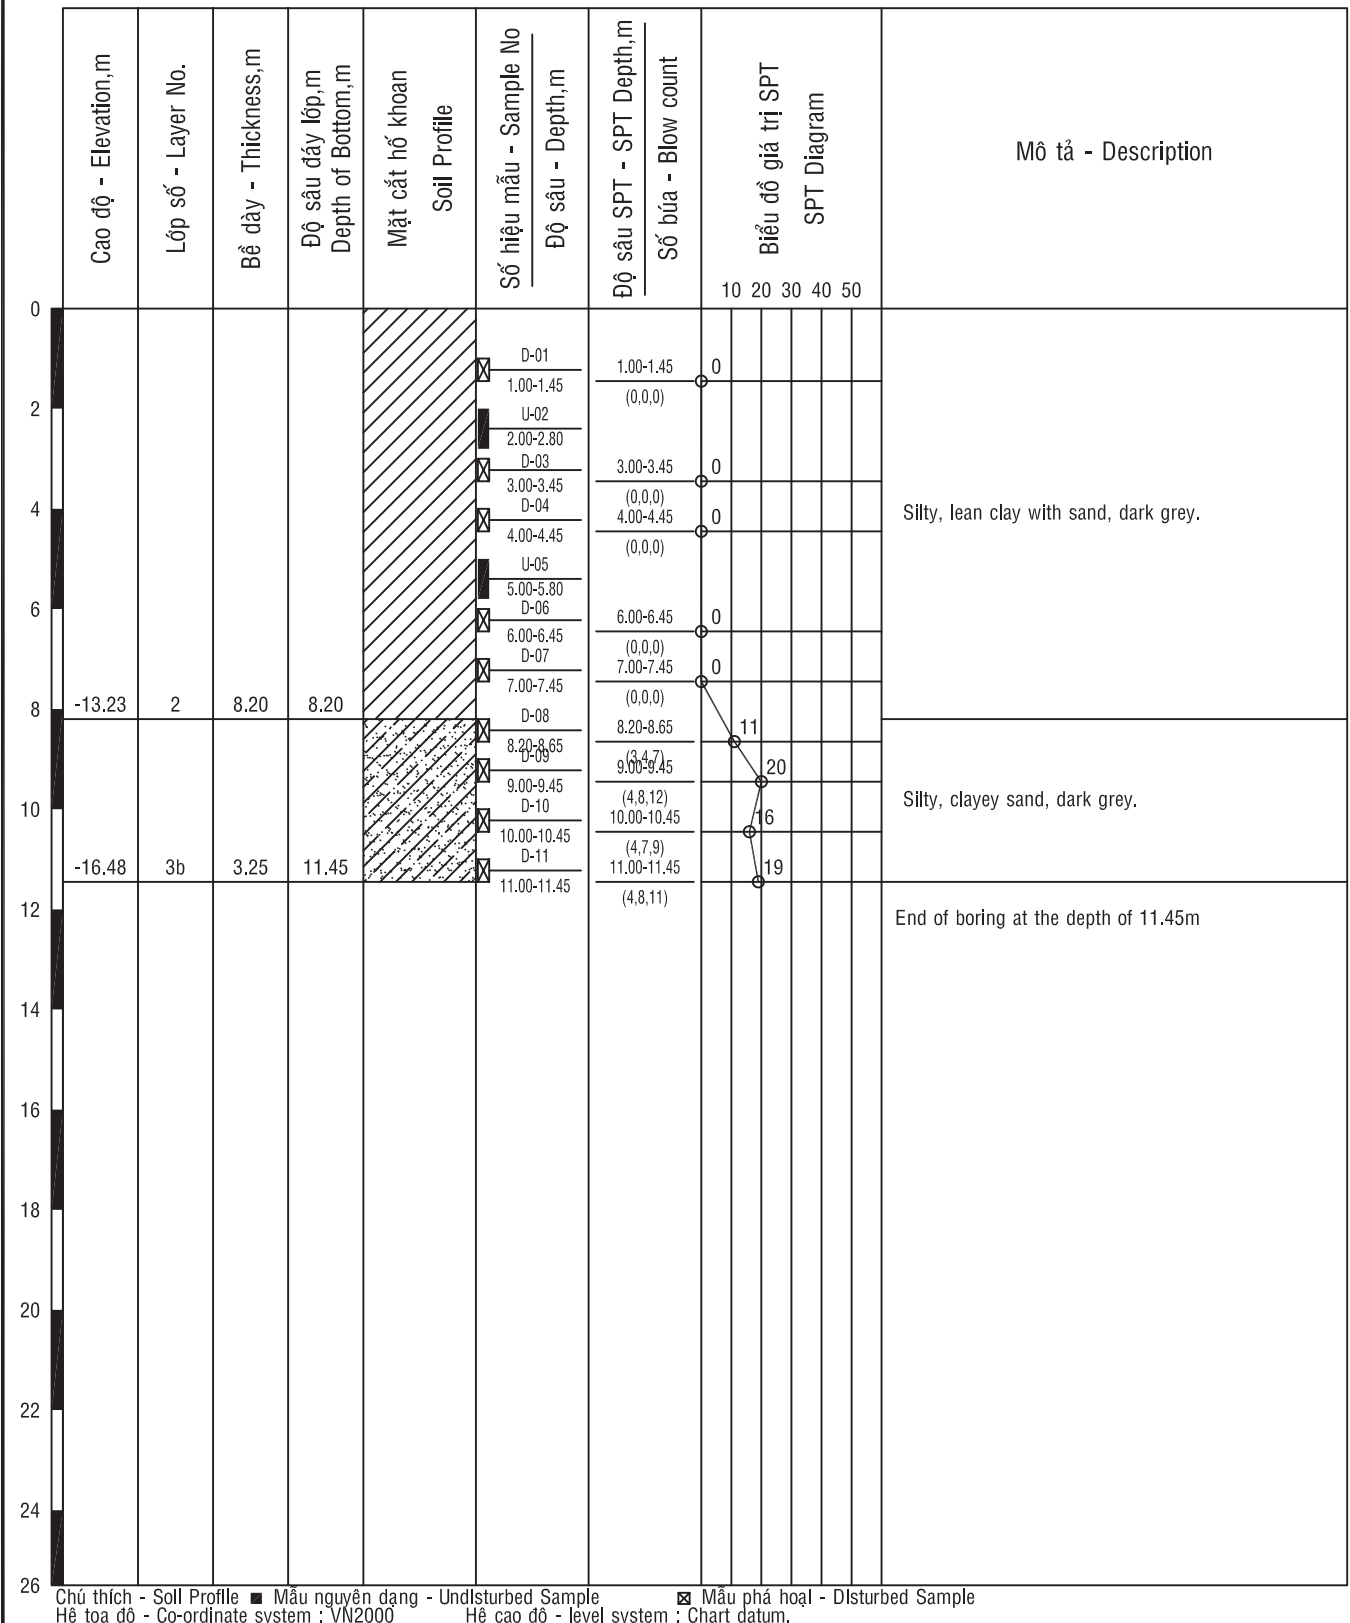 Cao độ - Elevation,m
Lớp số - Layer No.
Bề dày - Thickness,m
Độ sâu đáy lớp,m
Depth of Bottom,m
Mặt cắt hố khoan
Soil Profile
Số hiệu mẫu - Sample No
Độ sâu - Depth,m
Độ sâu SPT - SPT Depth,m
Số búa - Blow count
Biểu đồ giá trị SPT
SPT Diagram
10 20 30 40 50
Mô tả - Description
0
D-01
1.00-1.45
1.00-1.45
(0,0,0)
0
2
U-02
2.00-2.80
D-03
3.00-3.45
3.00-3.45
(0,0,0)
0
4
D-04
4.00-4.45
4.00-4.45
(0,0,0)
0
Silty, lean clay with sand, dark grey.
U-05
5.00-5.80
6
D-06
6.00-6.45
6.00-6.45
(0,0,0)
0
D-07
7.00-7.45
7.00-7.45
(0,0,0)
0
8
-13.23 2 8.20 8.20
D-08
8.20-8.65
8.20-8.65
(3,4,7)
11
D-09
9.00-9.45
9.00-9.45
(4,8,12)
20
10
Silty, clayey sand, dark grey.
D-10
10.00-10.45
10.00-10.45
(4,7,9)
16
-16.48 3b 3.25 11.45
D-11
11.00-11.45
11.00-11.45
(4,8,11)
19
12
End of boring at the depth of 11.45m
14
16
18
20
22
24
26
Chú thích - Soil Profile Mẫu nguyên dạng - Undisturbed Sample Mẫu phá hoại - Disturbed Sample
Hệ tọa độ - Co-ordinate system : VN2000 Hệ cao độ - level system : Chart datum.